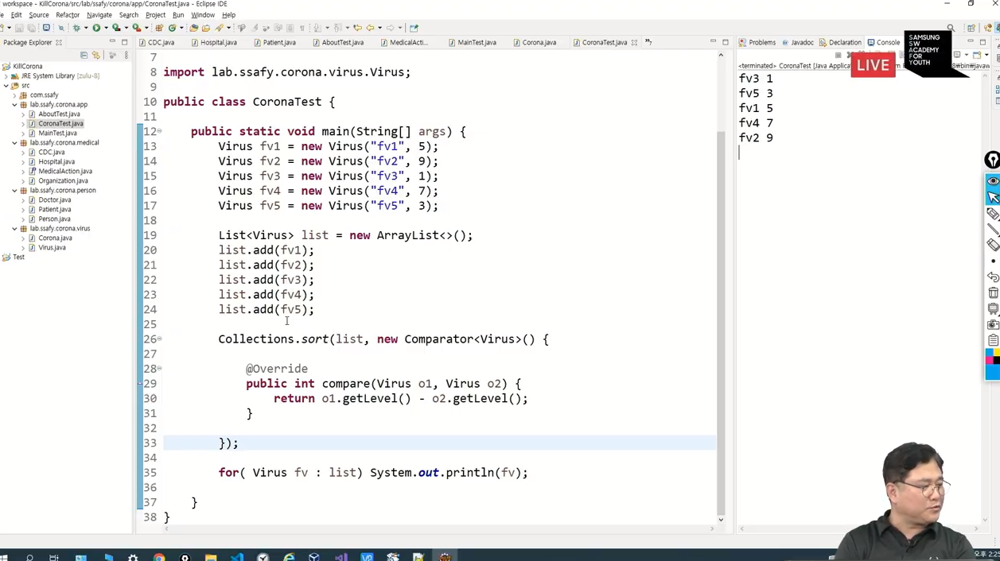 workspace - KillCorona/src/lab/ssafy/corona/app/CoronaTest.java - Eclipse IDE
Edit Source Refactor Navigate Search Project Run Window Help
Package Explorer
CDC.java Hospital.java Patient.java AboutTest.java MedicalActi... MainTest.java Corona.java CoronaTest.java
Problems Javadoc Declaration Console
KillCorona
JRE System Library [zulu-8]
src
com.ssafy
lab.ssafy.corona.app
AboutTest.java
CoronaTest.java
MainTest.java
lab.ssafy.corona.medical
CDC.java
Hospital.java
MedicalAction.java
Organization.java
lab.ssafy.corona.person
Doctor.java
Patient.java
Person.java
lab.ssafy.corona.virus
Corona.java
Virus.java
Test
7
8 import lab.ssafy.corona.virus.Virus;
9
10 public class CoronaTest {
11
12 public static void main(String[] args) {
13 Virus fv1 = new Virus("fv1", 5);
14 Virus fv2 = new Virus("fv2", 9);
15 Virus fv3 = new Virus("fv3", 1);
16 Virus fv4 = new Virus("fv4", 7);
17 Virus fv5 = new Virus("fv5", 3);
18
19 List<Virus> list = new ArrayList<>();
20 list.add(fv1);
21 list.add(fv2);
22 list.add(fv3);
23 list.add(fv4);
24 list.add(fv5);
25
26 Collections.sort(list, new Comparator<Virus>() {
27
28 @Override
29 public int compare(Virus o1, Virus o2) {
30 return o1.getLevel() - o2.getLevel();
31 }
32
33 });
34
35 for( Virus fv : list) System.out.println(fv);
36
37 }
38 }
SAMSUNG
SW
ACADEMY
FOR
YOUTH
LIVE
<terminated> CoronaTest [Java Applica
fv3 1
fv5 3
fv1 5
fv4 7
fv2 9
오후 2:25